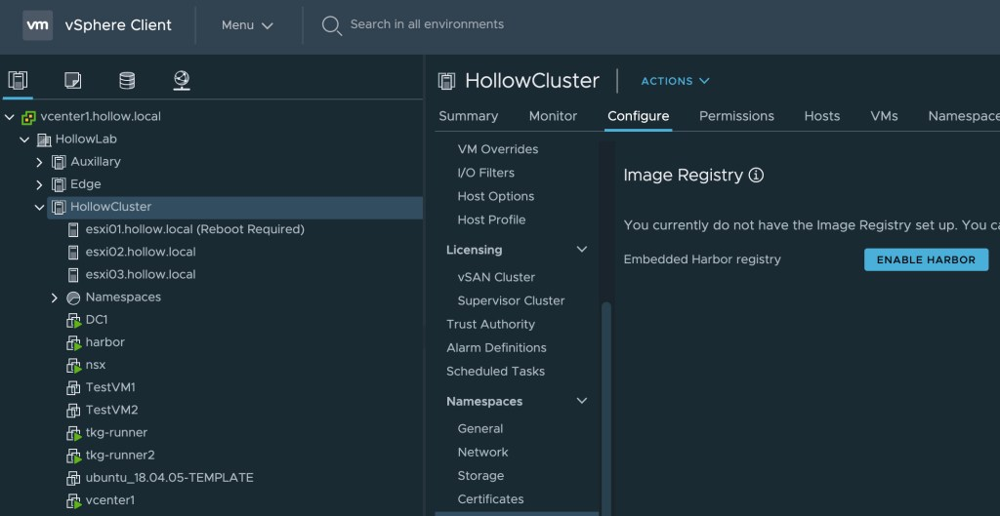 vm vSphere Client Menu Search in all environments
vcenter1.hollow.local
HollowLab
Auxillary
Edge
HollowCluster
esxi01.hollow.local (Reboot Required)
esxi02.hollow.local
esxi03.hollow.local
Namespaces
DC1
harbor
nsx
TestVM1
TestVM2
tkg-runner
tkg-runner2
ubuntu_18.04.05-TEMPLATE
vcenter1
HollowCluster ACTIONS
Summary Monitor Configure Permissions Hosts VMs Namespace
VM Overrides
I/O Filters
Host Options
Host Profile
Licensing
vSAN Cluster
Supervisor Cluster
Trust Authority
Alarm Definitions
Scheduled Tasks
Namespaces
General
Network
Storage
Certificates
Image Registry
You currently do not have the Image Registry set up. You ca
Embedded Harbor registry ENABLE HARBOR